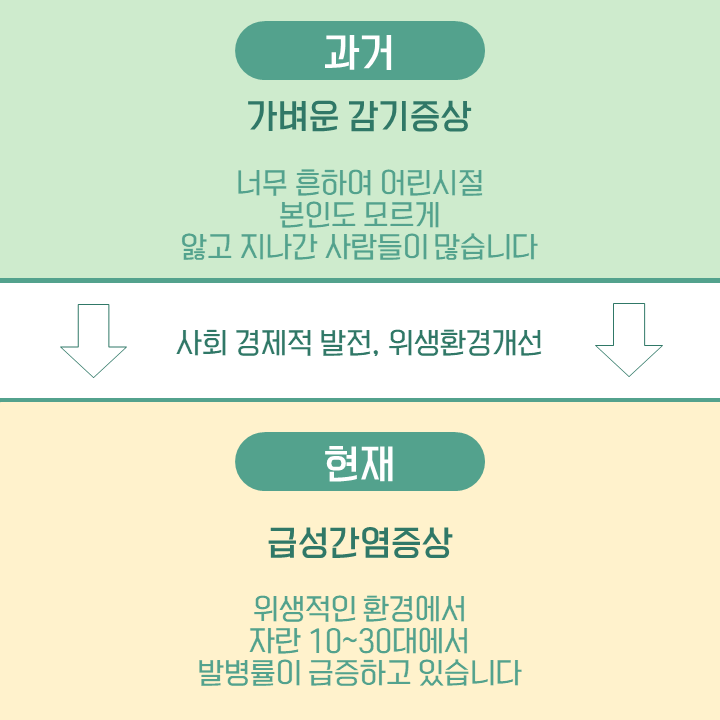 과거
가벼운 감기증상
너무 흔하여 어린시절
본인도 모르게
앓고 지나간 사람들이 많습니다
사회 경제적 발전, 위생환경개선
현재
급성간염증상
위생적인 환경에서
자란 10~30대에서
발병률이 급증하고 있습니다